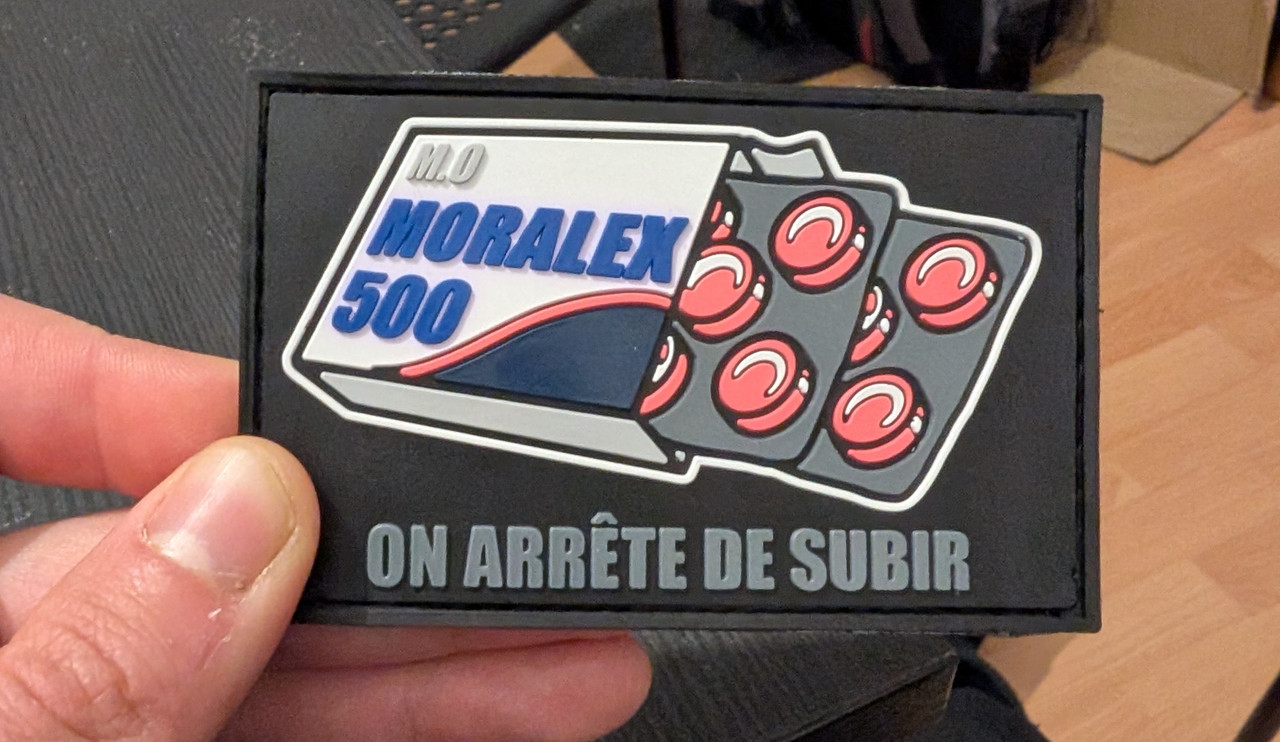 M.O
MORALEX
500
ON ARRÊTE DE SUBIR